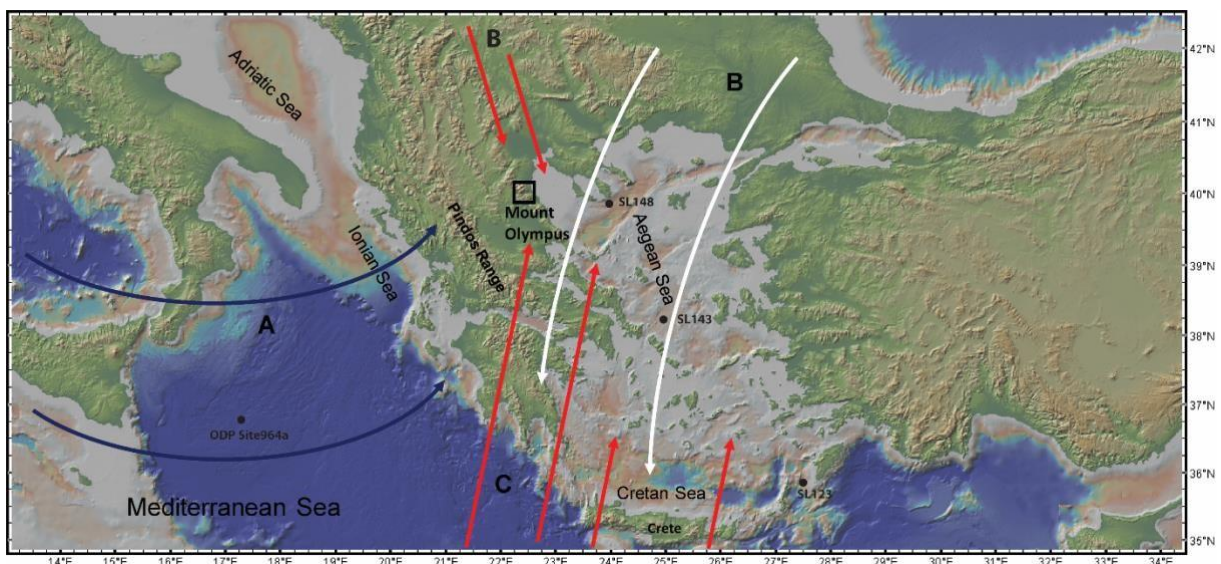 B
B
Adriatic Sea
42°N
41°N
40°N
39°N
38°N
37°N
36°N
35°N
SL148
Mount
Olympus
Pindos Range
Ionian Sea
Aegean Sea
SL143
A
ODP Site964a
Mediterranean Sea
C
Cretan Sea
SL123
Crete
14°E 15°E 16°E 17°E 18°E 19°E 20°E 21°E 22°E 23°E 24°E 25°E 26°E 27°E 28°E 29°E 30°E 31°E 32°E 33°E 34°E